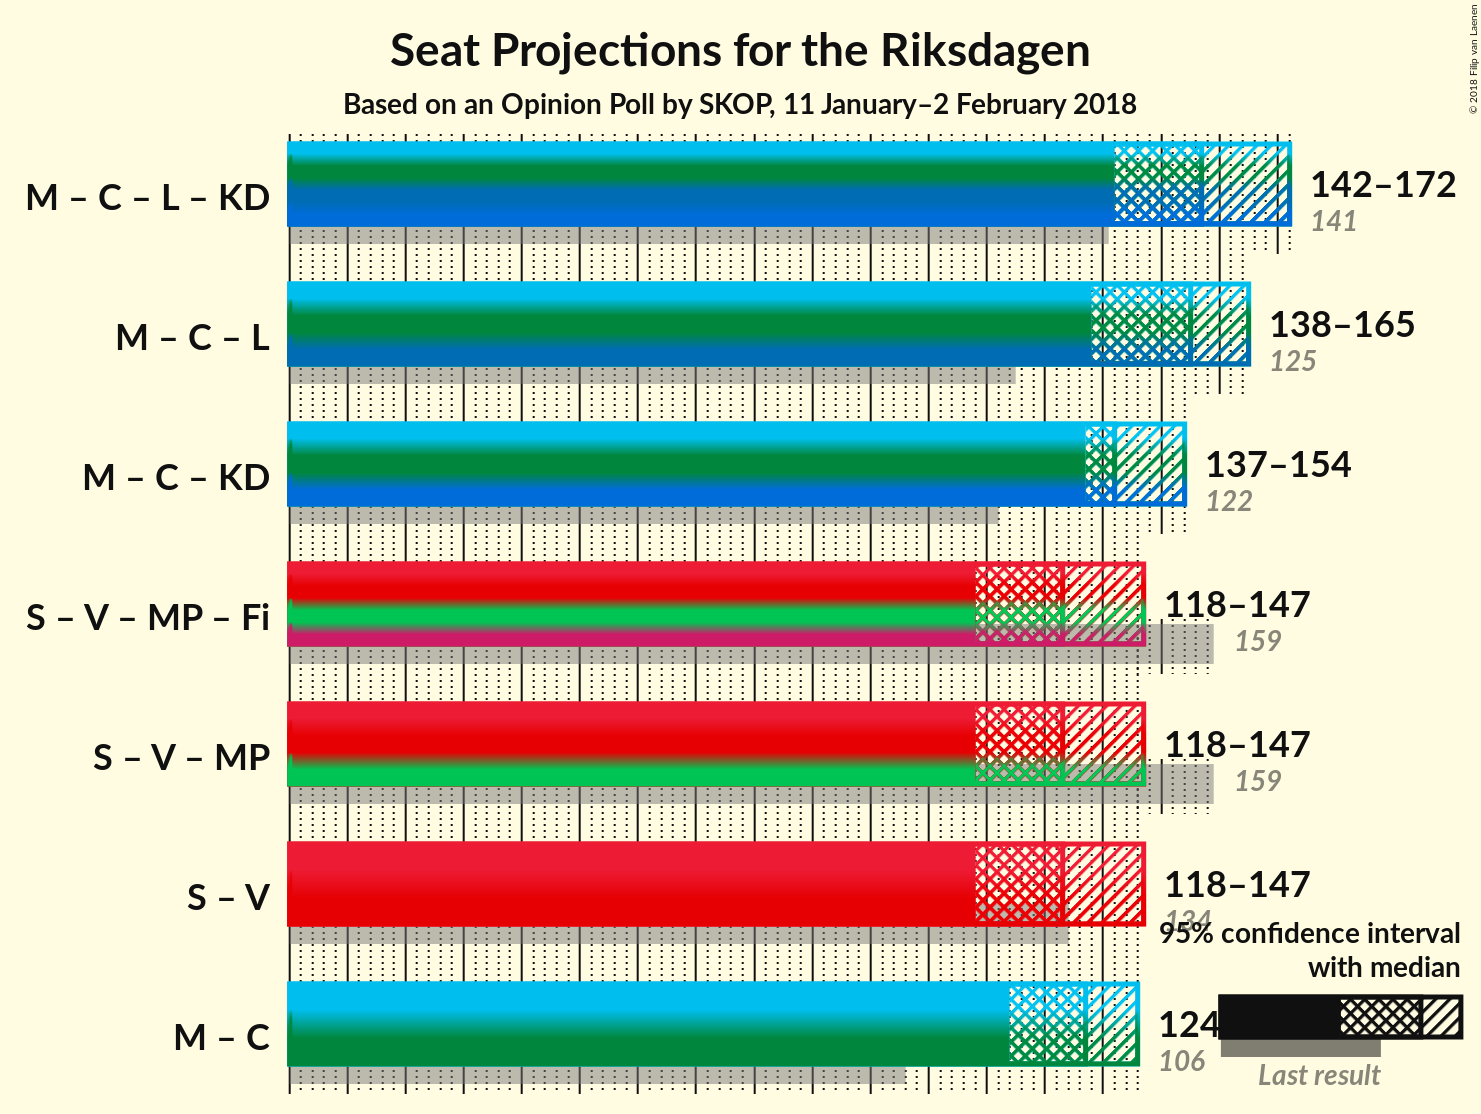 Seat Projections for the Riksdagen
Based on an Opinion Poll by SKOP, 11 January–2 February 2018
© 2018 Filip van Laenen
M – C – L – KD
142–172
141
M – C – L
138–165
125
M – C – KD
137–154
122
S – V – MP – Fi
118–147
159
S – V – MP
118–147
159
S – V
118–147
134
95% confidence interval
with median
M – C
124
106
Last result